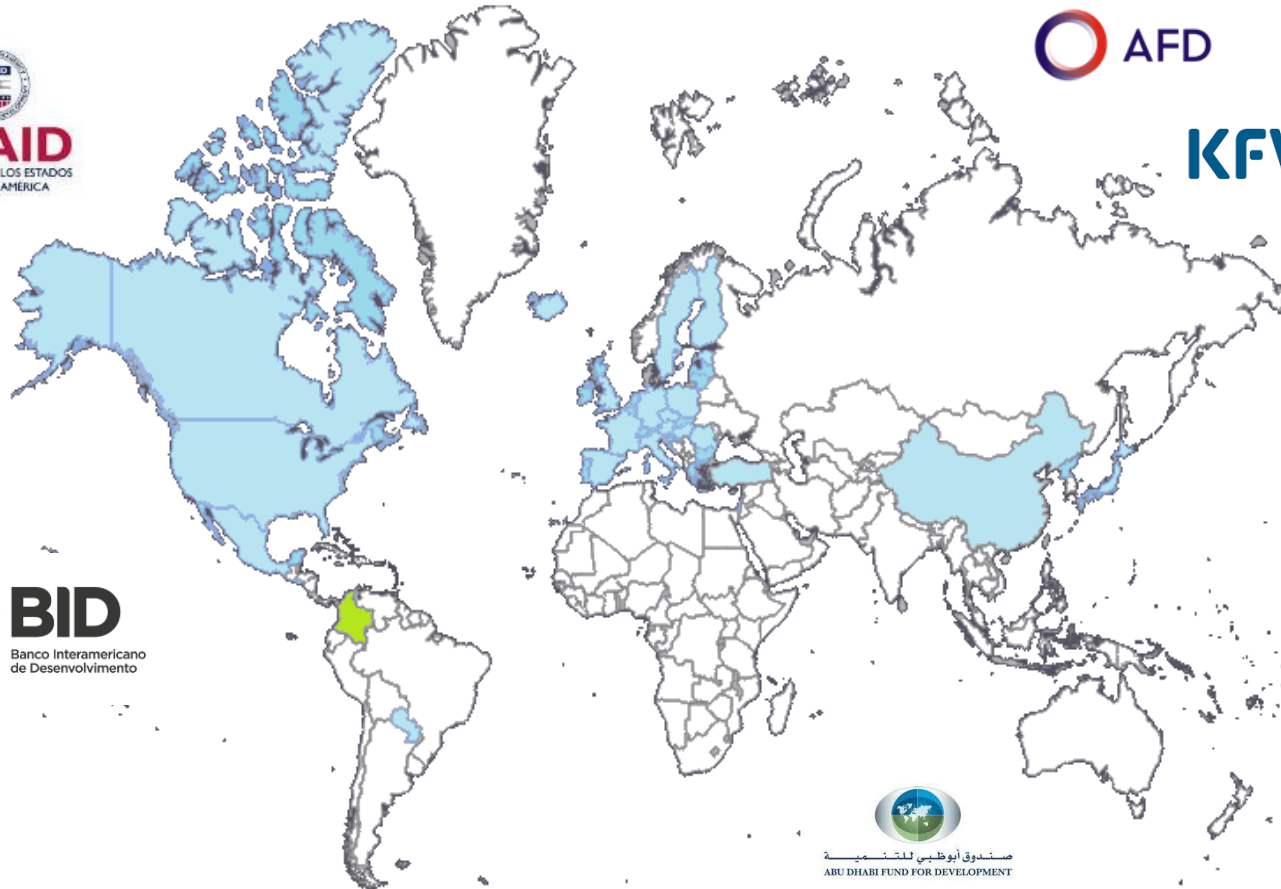 AFD
AID
LOS ESTADOS
AMÉRICA
BID
Banco Interamericano
de Desenvolvimento
صندوق أبوظبي للتنمية
ABU DHABI FUND FOR DEVELOPMENT